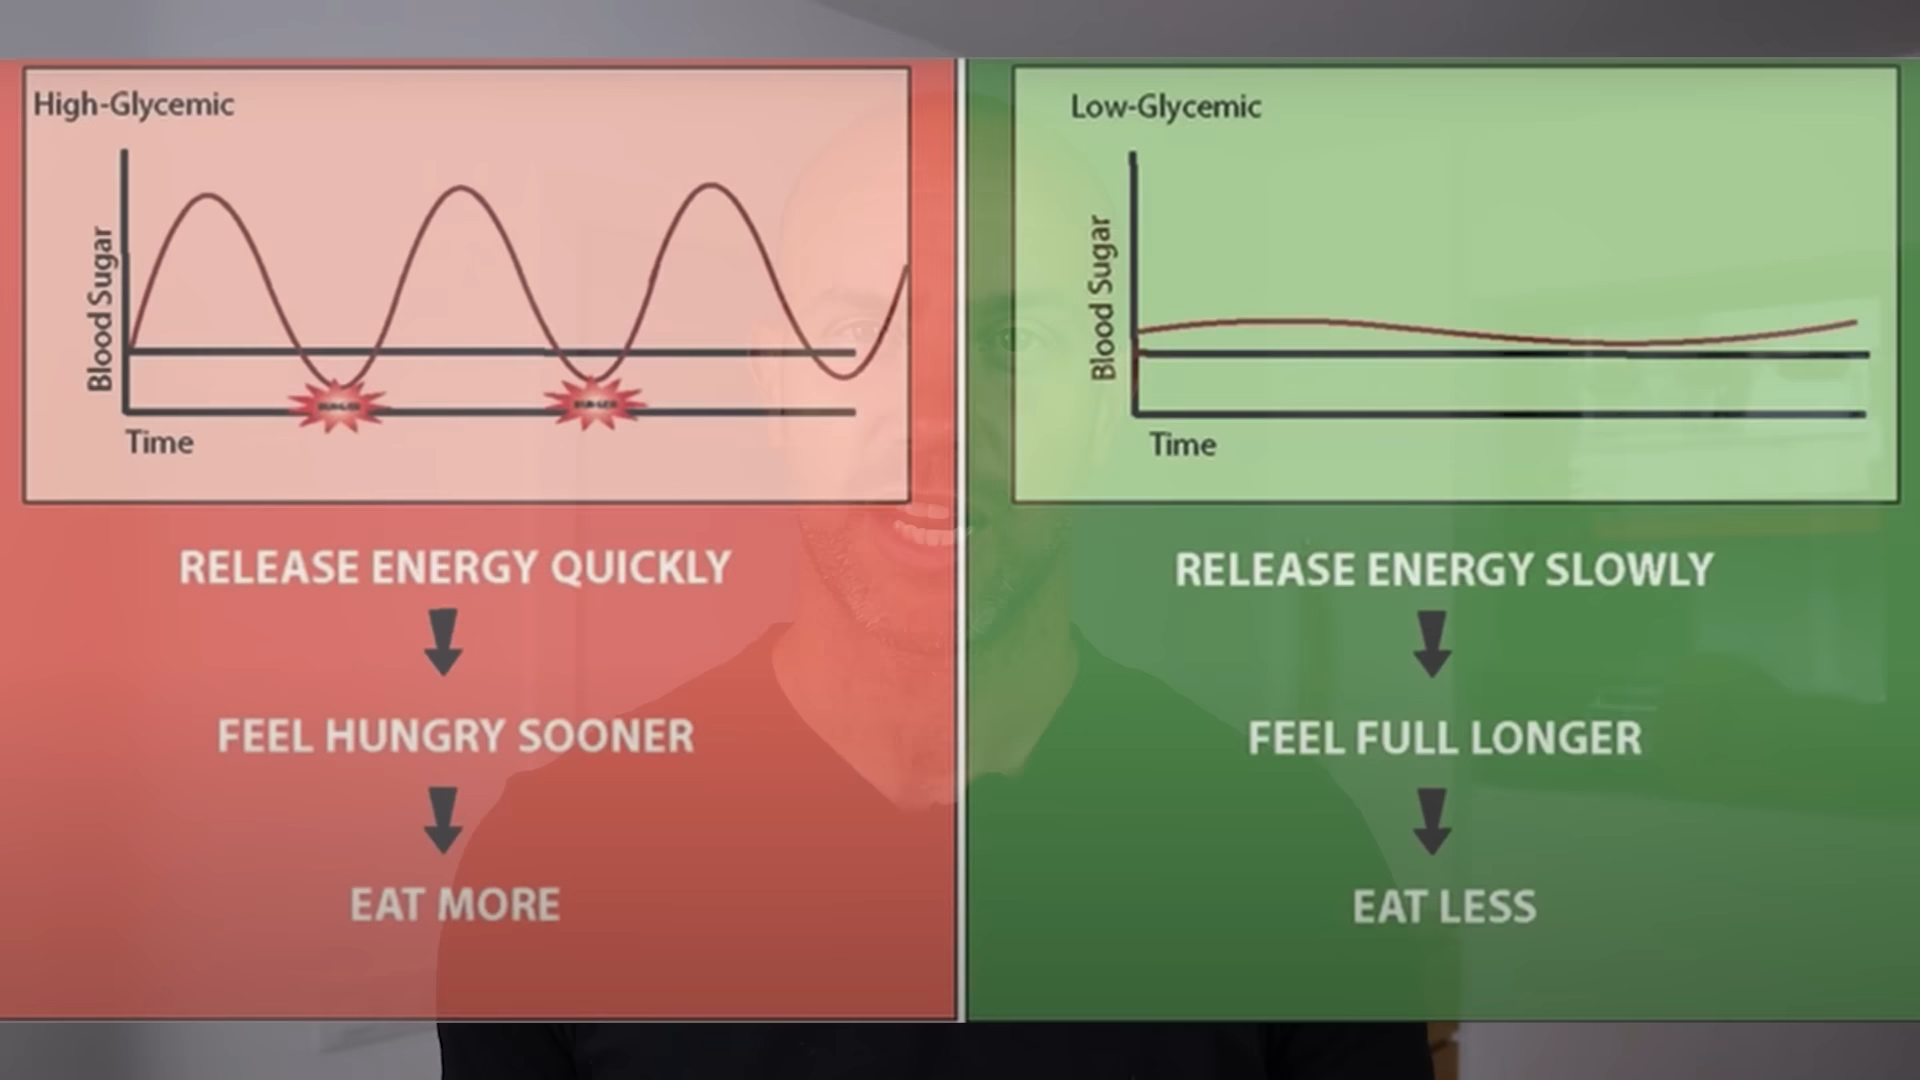 High-Glycemic
Blood Sugar
Time
RELEASE ENERGY QUICKLY
FEEL HUNGRY SOONER
EAT MORE
Low-Glycemic
Blood Sugar
Time
RELEASE ENERGY SLOWLY
FEEL FULL LONGER
EAT LESS